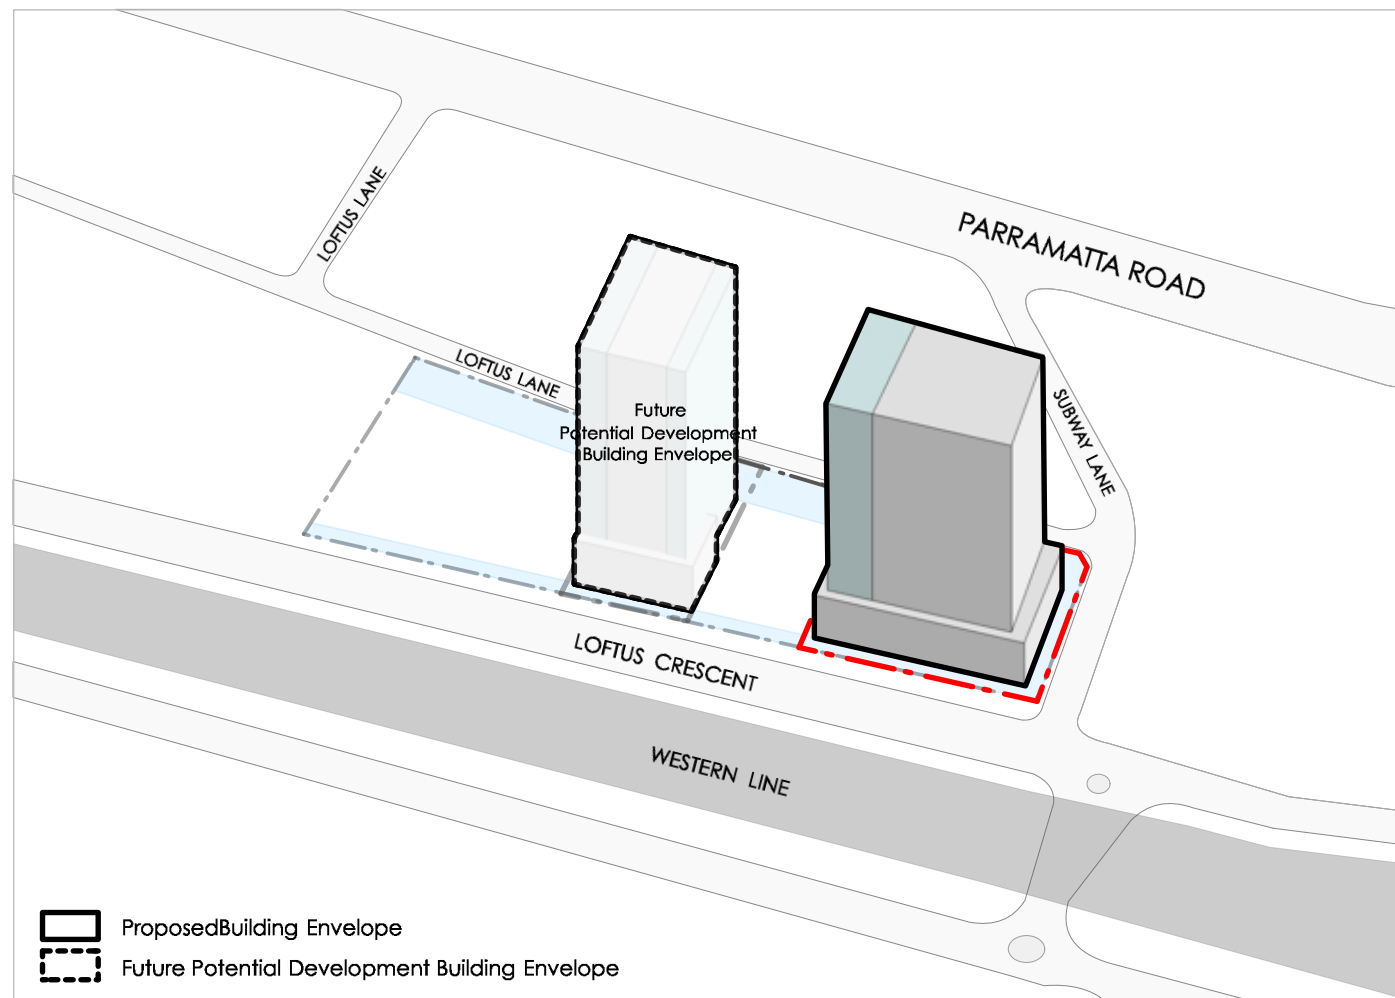 PARRAMATTA ROAD
LOFTUS LANE
LOFTUS LANE
SUBWAY LANE
Future
Potential Development
Building Envelope
LOFTUS CRESCENT
WESTERN LINE
ProposedBuilding Envelope
Future Potential Development Building Envelope